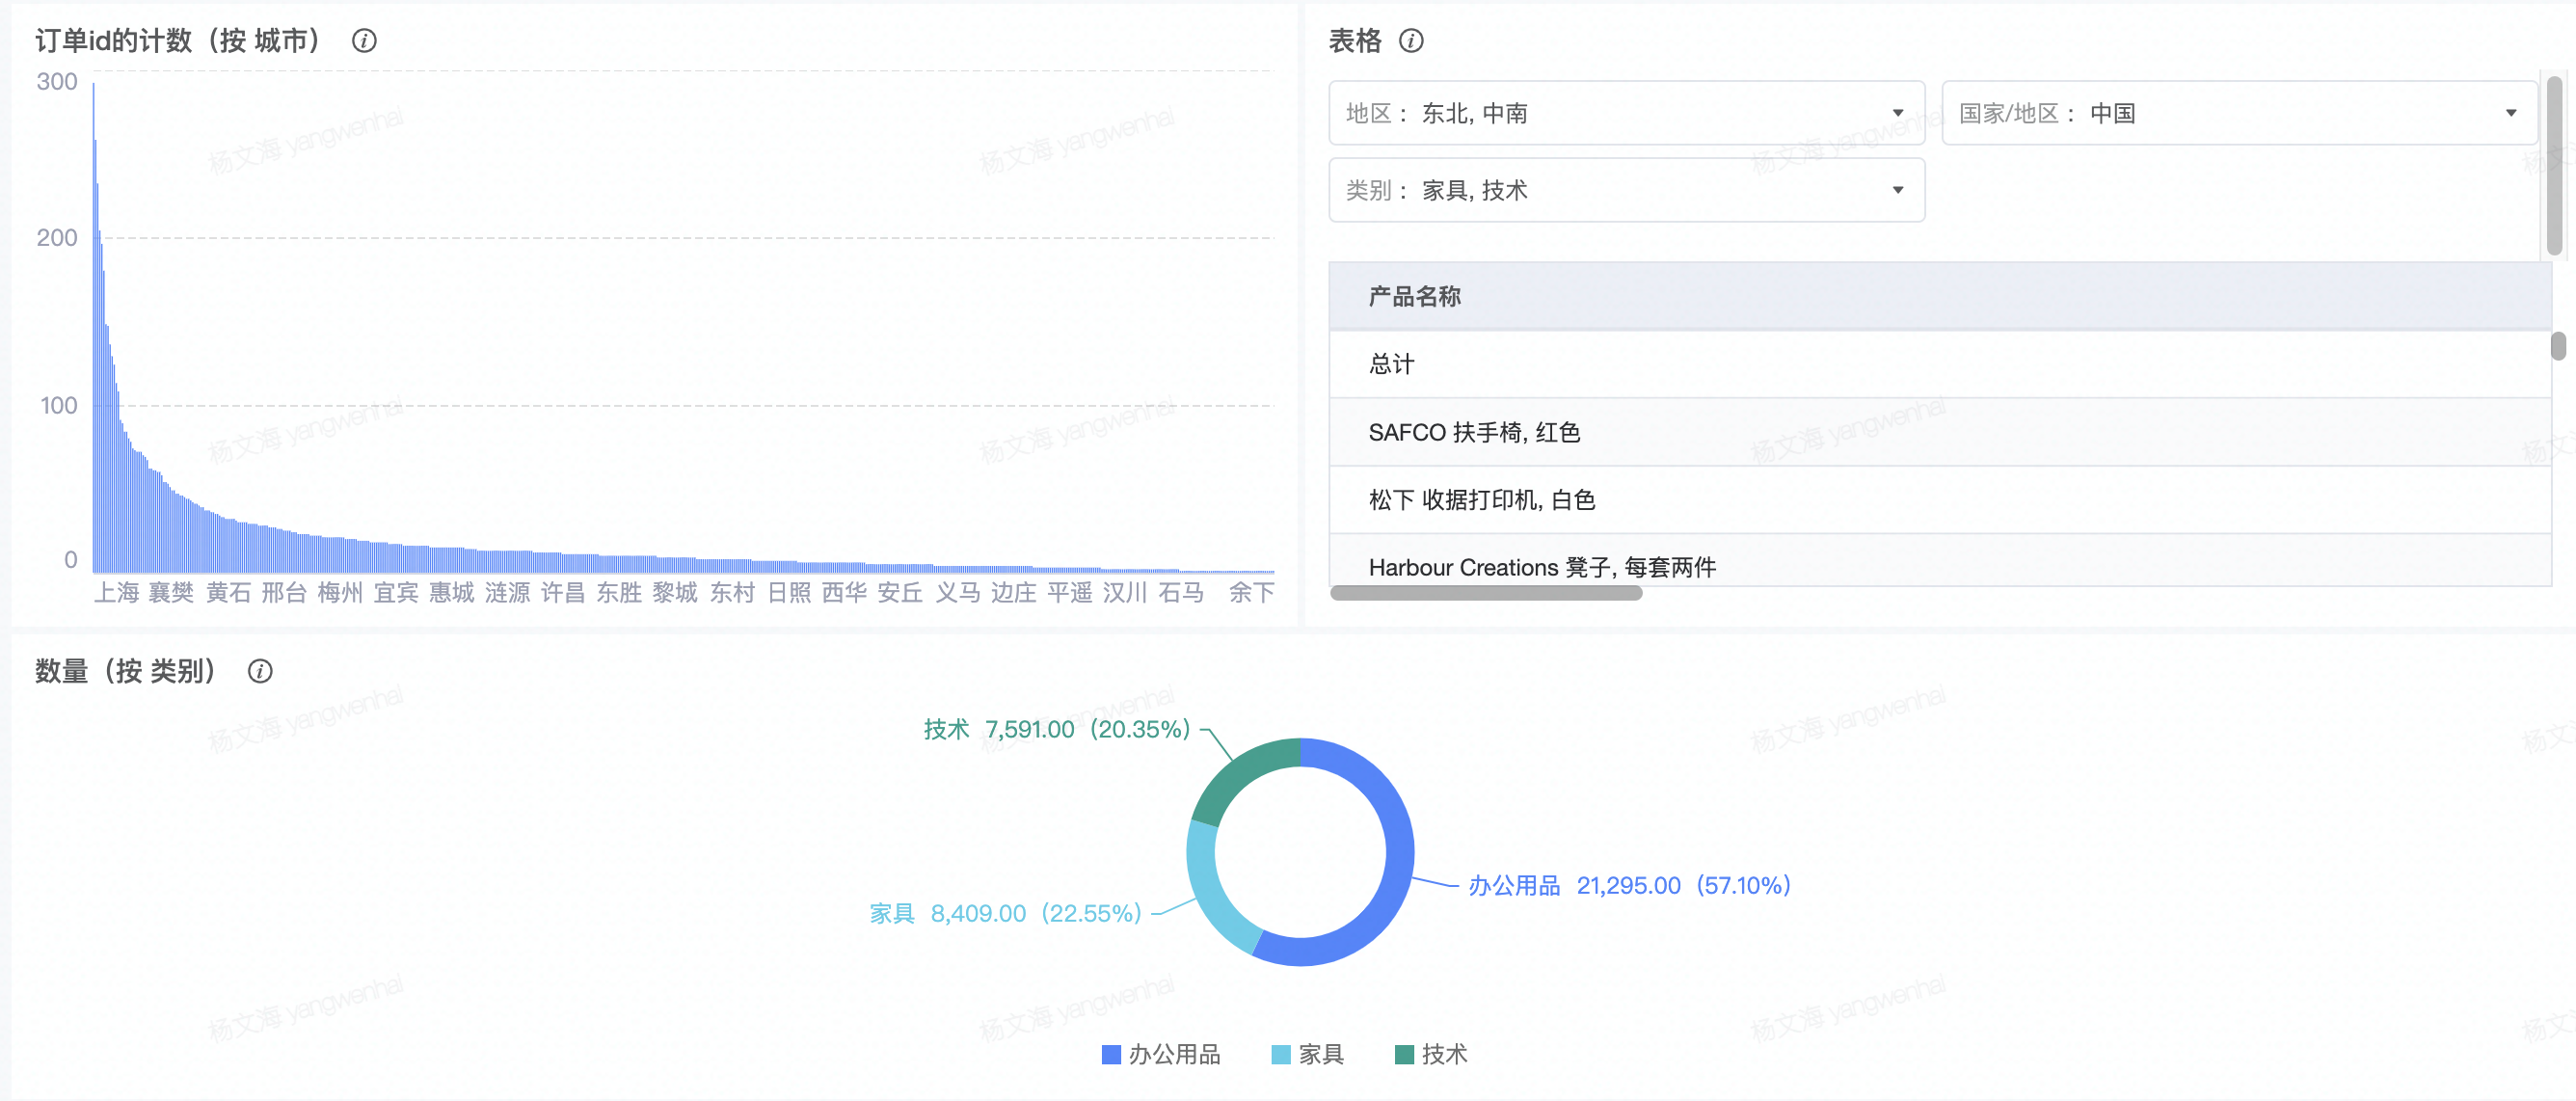 订单id的计数（按 城市）
300
200
100
0
上海 襄樊 黄石 邢台 梅州 宜宾 惠城 涟源 许昌 东胜 黎城 东村 日照 西华 安丘 义马 边庄 平遥 汉川 石马 余下
表格
地区： 东北, 中南
国家/地区： 中国
类别： 家具, 技术
产品名称
总计
SAFCO 扶手椅, 红色
松下 收据打印机, 白色
Harbour Creations 凳子, 每套两件
数量（按 类别）
技术 7,591.00（20.35%）
办公用品 21,295.00（57.10%）
家具 8,409.00（22.55%）
办公用品 家具 技术
杨文海 yangwenhai